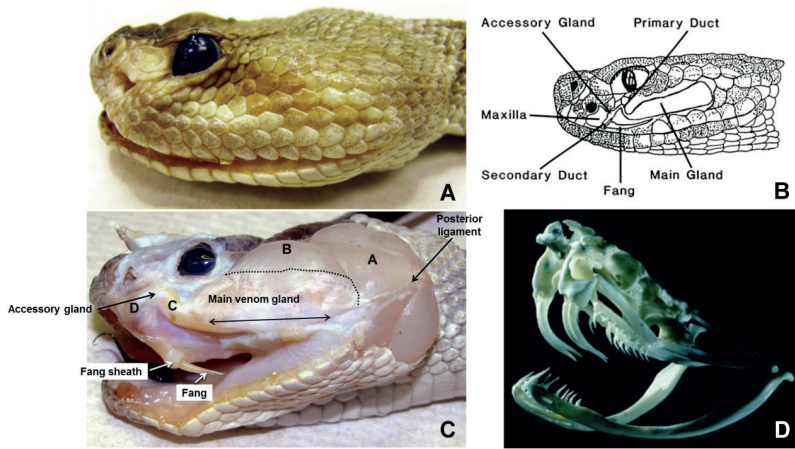 A
Accessory Gland
Primary Duct
Maxilla
Secondary Duct
Fang
Main Gland
B
Posterior
ligament
B
A
Main venom gland
Accessory gland
D
C
Fang sheath
Fang
C
D